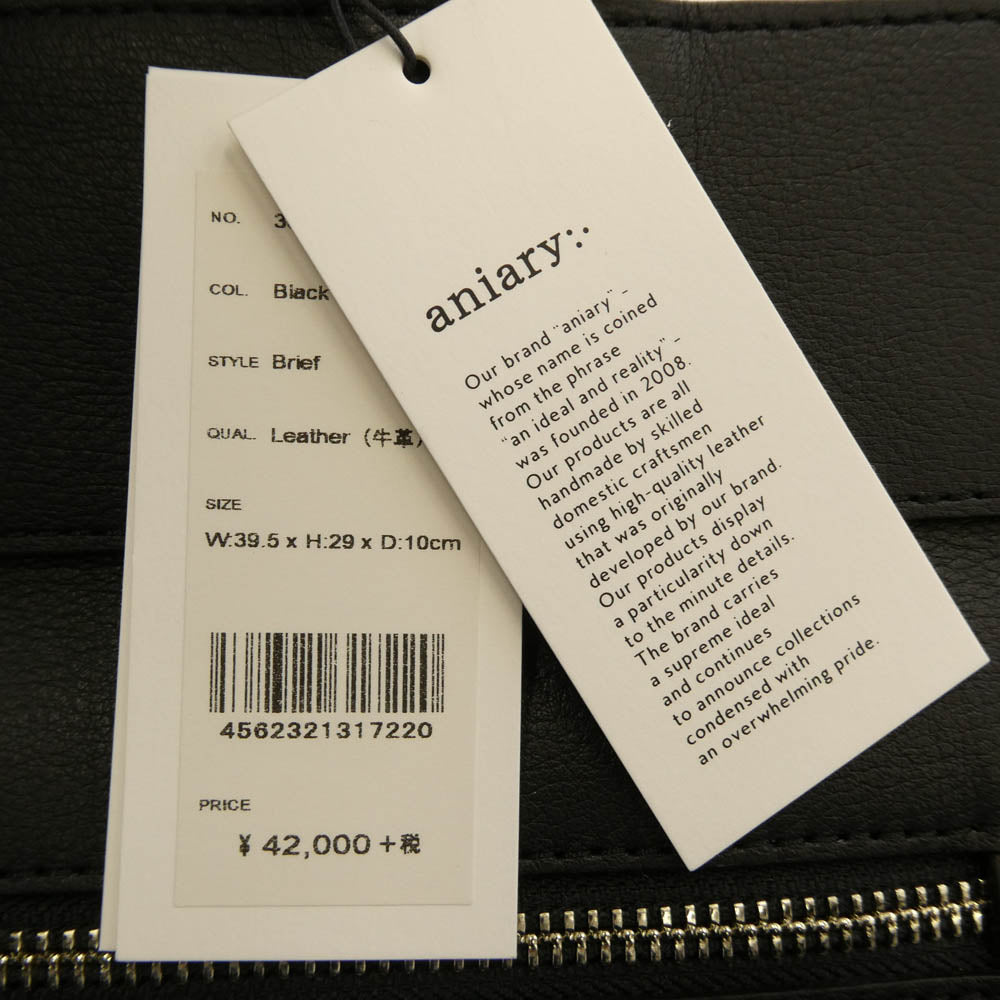 NO.
COL. Black
STYLE Brief
QUAL. Leather (牛革)
SIZE
W:39.5 x H:29 x D:10cm
4562321317220
PRICE
¥ 42,000 +税
aniary:.
Our brand "aniary" –
whose name is coined
from the phrase
"an ideal and reality" –
was founded in 2008.
Our products are all
handmade by skilled
domestic craftsmen
using high-quality leather
that was originally
developed by our brand.
Our products display
a particularity down
to the minute details.
The brand carries
a supreme ideal
and continues
to announce collections
condensed with
an overwhelming pride.